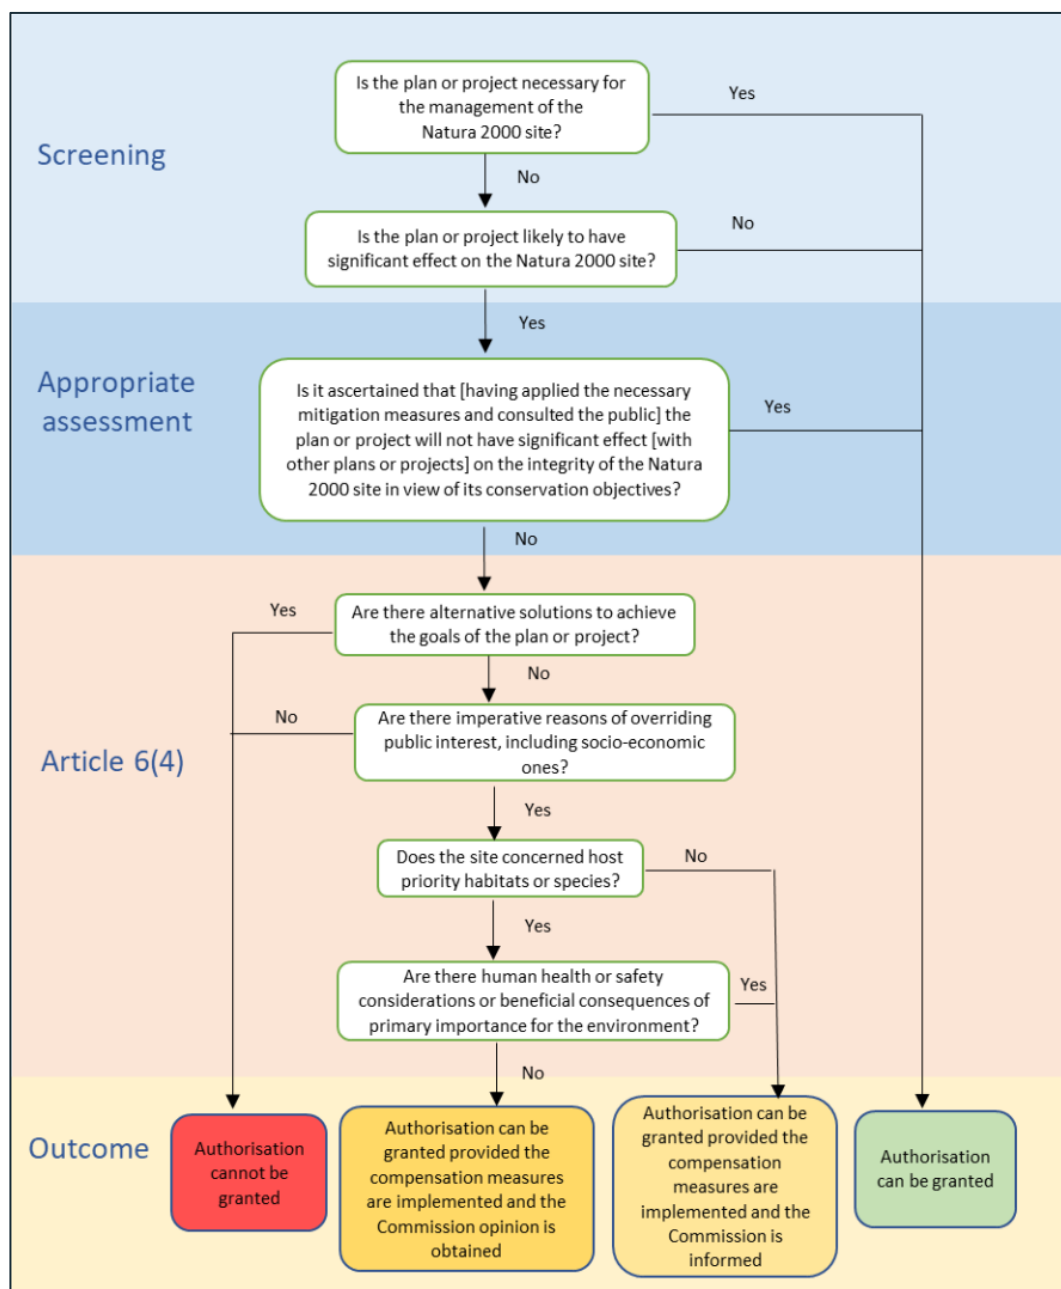 Is the plan or project necessary for
the management of the
Natura 2000 site?
Yes
Screening
No
Is the plan or project likely to have
significant effect on the Natura 2000 site?
No
Yes
Appropriate
assessment
Is it ascertained that [having applied the necessary
mitigation measures and consulted the public] the
plan or project will not have significant effect [with
other plans or projects] on the integrity of the Natura
2000 site in view of its conservation objectives?
Yes
No
Yes
Are there alternative solutions to achieve
the goals of the plan or project?
No
No
Are there imperative reasons of overriding
public interest, including socio-economic
ones?
Article 6(4)
Yes
Does the site concerned host
priority habitats or species?
No
Yes
Are there human health or safety
considerations or beneficial consequences of
primary importance for the environment?
Yes
No
Outcome
Authorisation
cannot be
granted
Authorisation can be
granted provided the
compensation measures
are implemented and the
Commission opinion is
obtained
Authorisation can be
granted provided the
compensation
measures are
implemented and the
Commission is
informed
Authorisation
can be granted